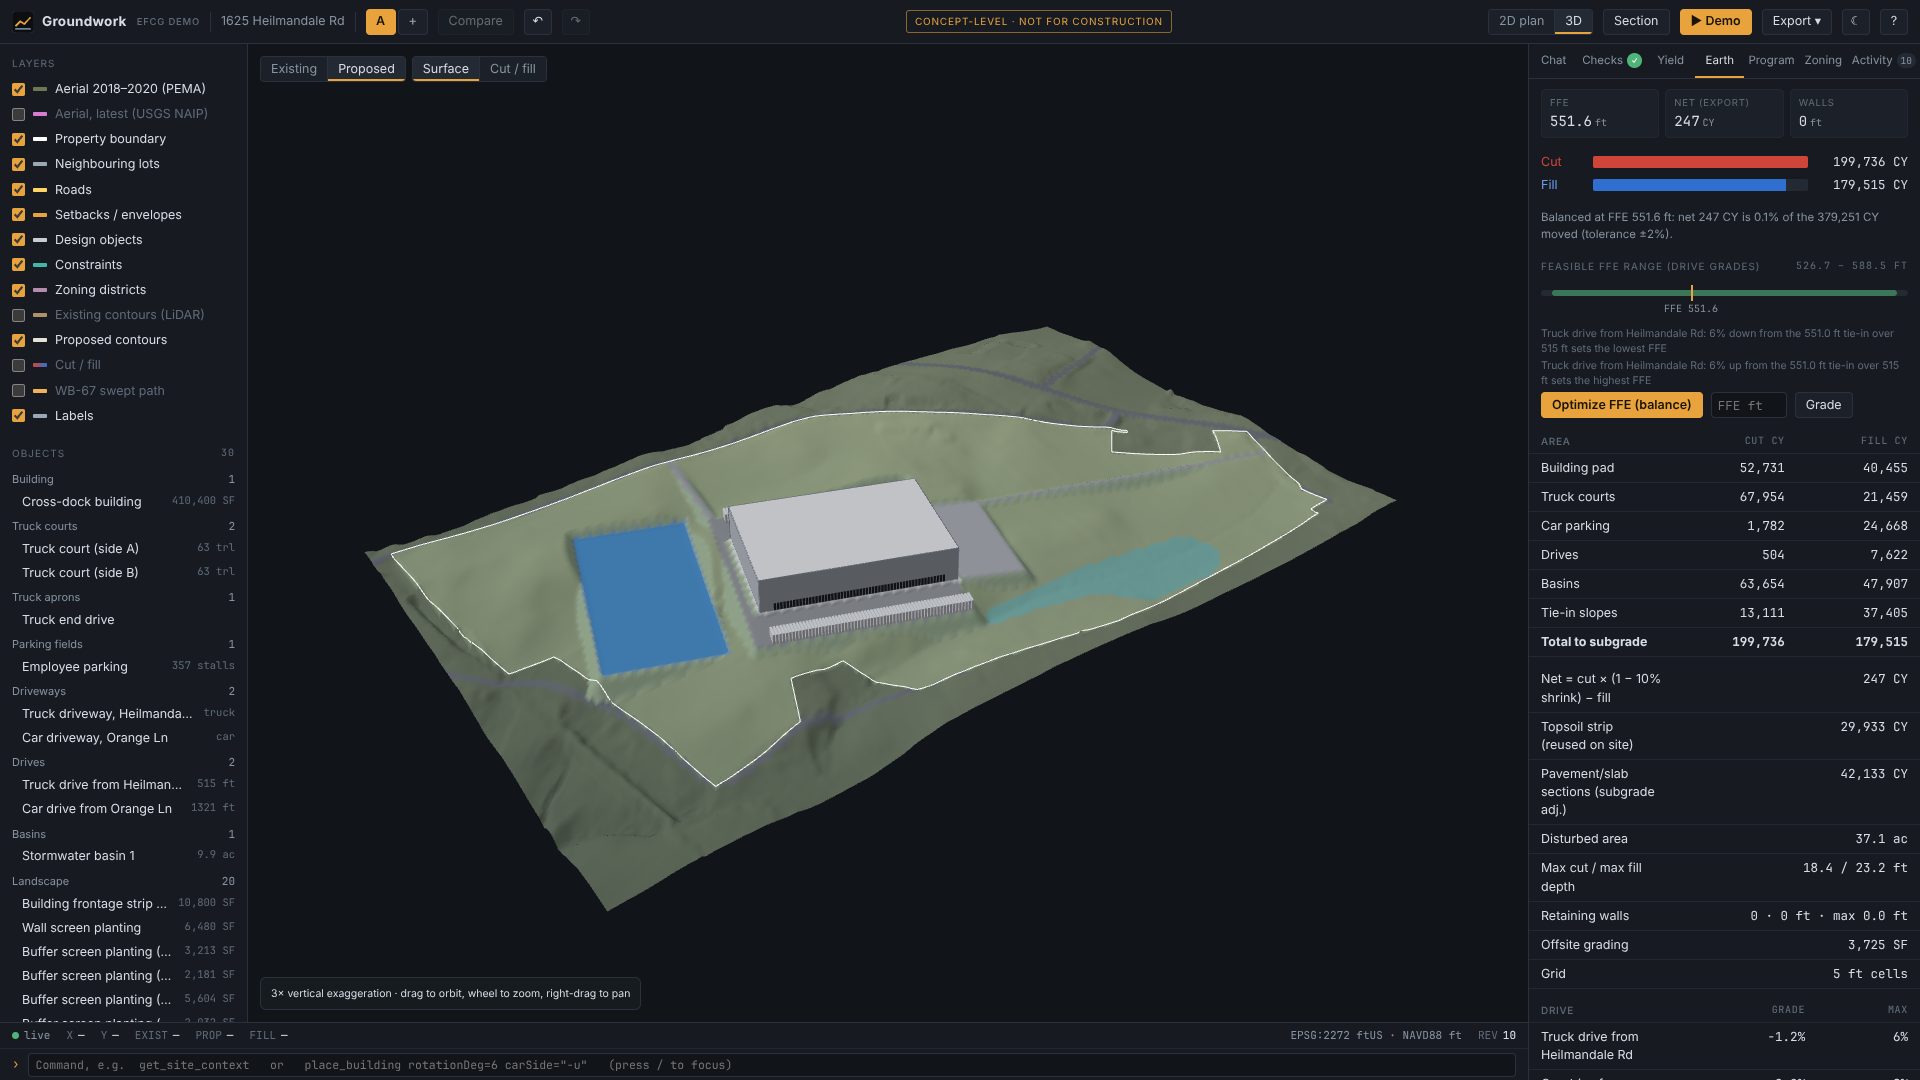 Groundwork EFCG DEMO 1625 Heilmandale Rd A + Compare ↶ ↷ CONCEPT-LEVEL · NOT FOR CONSTRUCTION 2D plan 3D Section ▶ Demo Export ▾ ☾ ?
LAYERS
Aerial 2018–2020 (PEMA)
Aerial, latest (USGS NAIP)
Property boundary
Neighbouring lots
Roads
Setbacks / envelopes
Design objects
Constraints
Zoning districts
Existing contours (LiDAR)
Proposed contours
Cut / fill
WB-67 swept path
Labels
OBJECTS 30
Building 1
Cross-dock building 410,400 SF
Truck courts 2
Truck court (side A) 63 trl
Truck court (side B) 63 trl
Truck aprons 1
Truck end drive
Parking fields 1
Employee parking 357 stalls
Driveways 2
Truck driveway, Heilmanda... truck
Car driveway, Orange Ln car
Drives 2
Truck drive from Heilman... 515 ft
Car drive from Orange Ln 1321 ft
Basins 1
Stormwater basin 1 9.9 ac
Landscape 20
Building frontage strip ... 10,800 SF
Wall screen planting 6,480 SF
Buffer screen planting (... 3,213 SF
Buffer screen planting (... 2,181 SF
Buffer screen planting (... 5,604 SF
Existing Proposed Surface Cut / fill
3× vertical exaggeration · drag to orbit, wheel to zoom, right-drag to pan
Chat Checks ✓ Yield Earth Program Zoning Activity 10
FFE
551.6 ft
NET (EXPORT)
247 CY
WALLS
0 ft
Cut 199,736 CY
Fill 179,515 CY
Balanced at FFE 551.6 ft: net 247 CY is 0.1% of the 379,251 CY
moved (tolerance ±2%).
FEASIBLE FFE RANGE (DRIVE GRADES) 526.7 – 588.5 FT
FFE 551.6
Truck drive from Heilmandale Rd: 6% down from the 551.0 ft tie-in over
515 ft sets the lowest FFE
Truck drive from Heilmandale Rd: 6% up from the 551.0 ft tie-in over 515
ft sets the highest FFE
Optimize FFE (balance) FFE ft Grade
AREA CUT CY FILL CY
Building pad 52,731 40,455
Truck courts 67,954 21,459
Car parking 1,782 24,668
Drives 504 7,622
Basins 63,654 47,907
Tie-in slopes 13,111 37,405
Total to subgrade 199,736 179,515
Net = cut × (1 − 10% 247 CY
shrink) − fill
Topsoil strip 29,933 CY
(reused on site)
Pavement/slab 42,133 CY
sections (subgrade
adj.)
Disturbed area 37.1 ac
Max cut / max fill 18.4 / 23.2 ft
depth
Retaining walls 0 · 0 ft · max 0.0 ft
Offsite grading 3,725 SF
Grid 5 ft cells
DRIVE GRADE MAX
Truck drive from -1.2% 6%
Heilmandale Rd
live X – Y – EXIST – PROP – FILL – EPSG:2272 ftUS · NAVD88 ft REV 10
› Command, e.g. get_site_context or place_building rotationDeg=6 carSide="-u" (press / to focus)